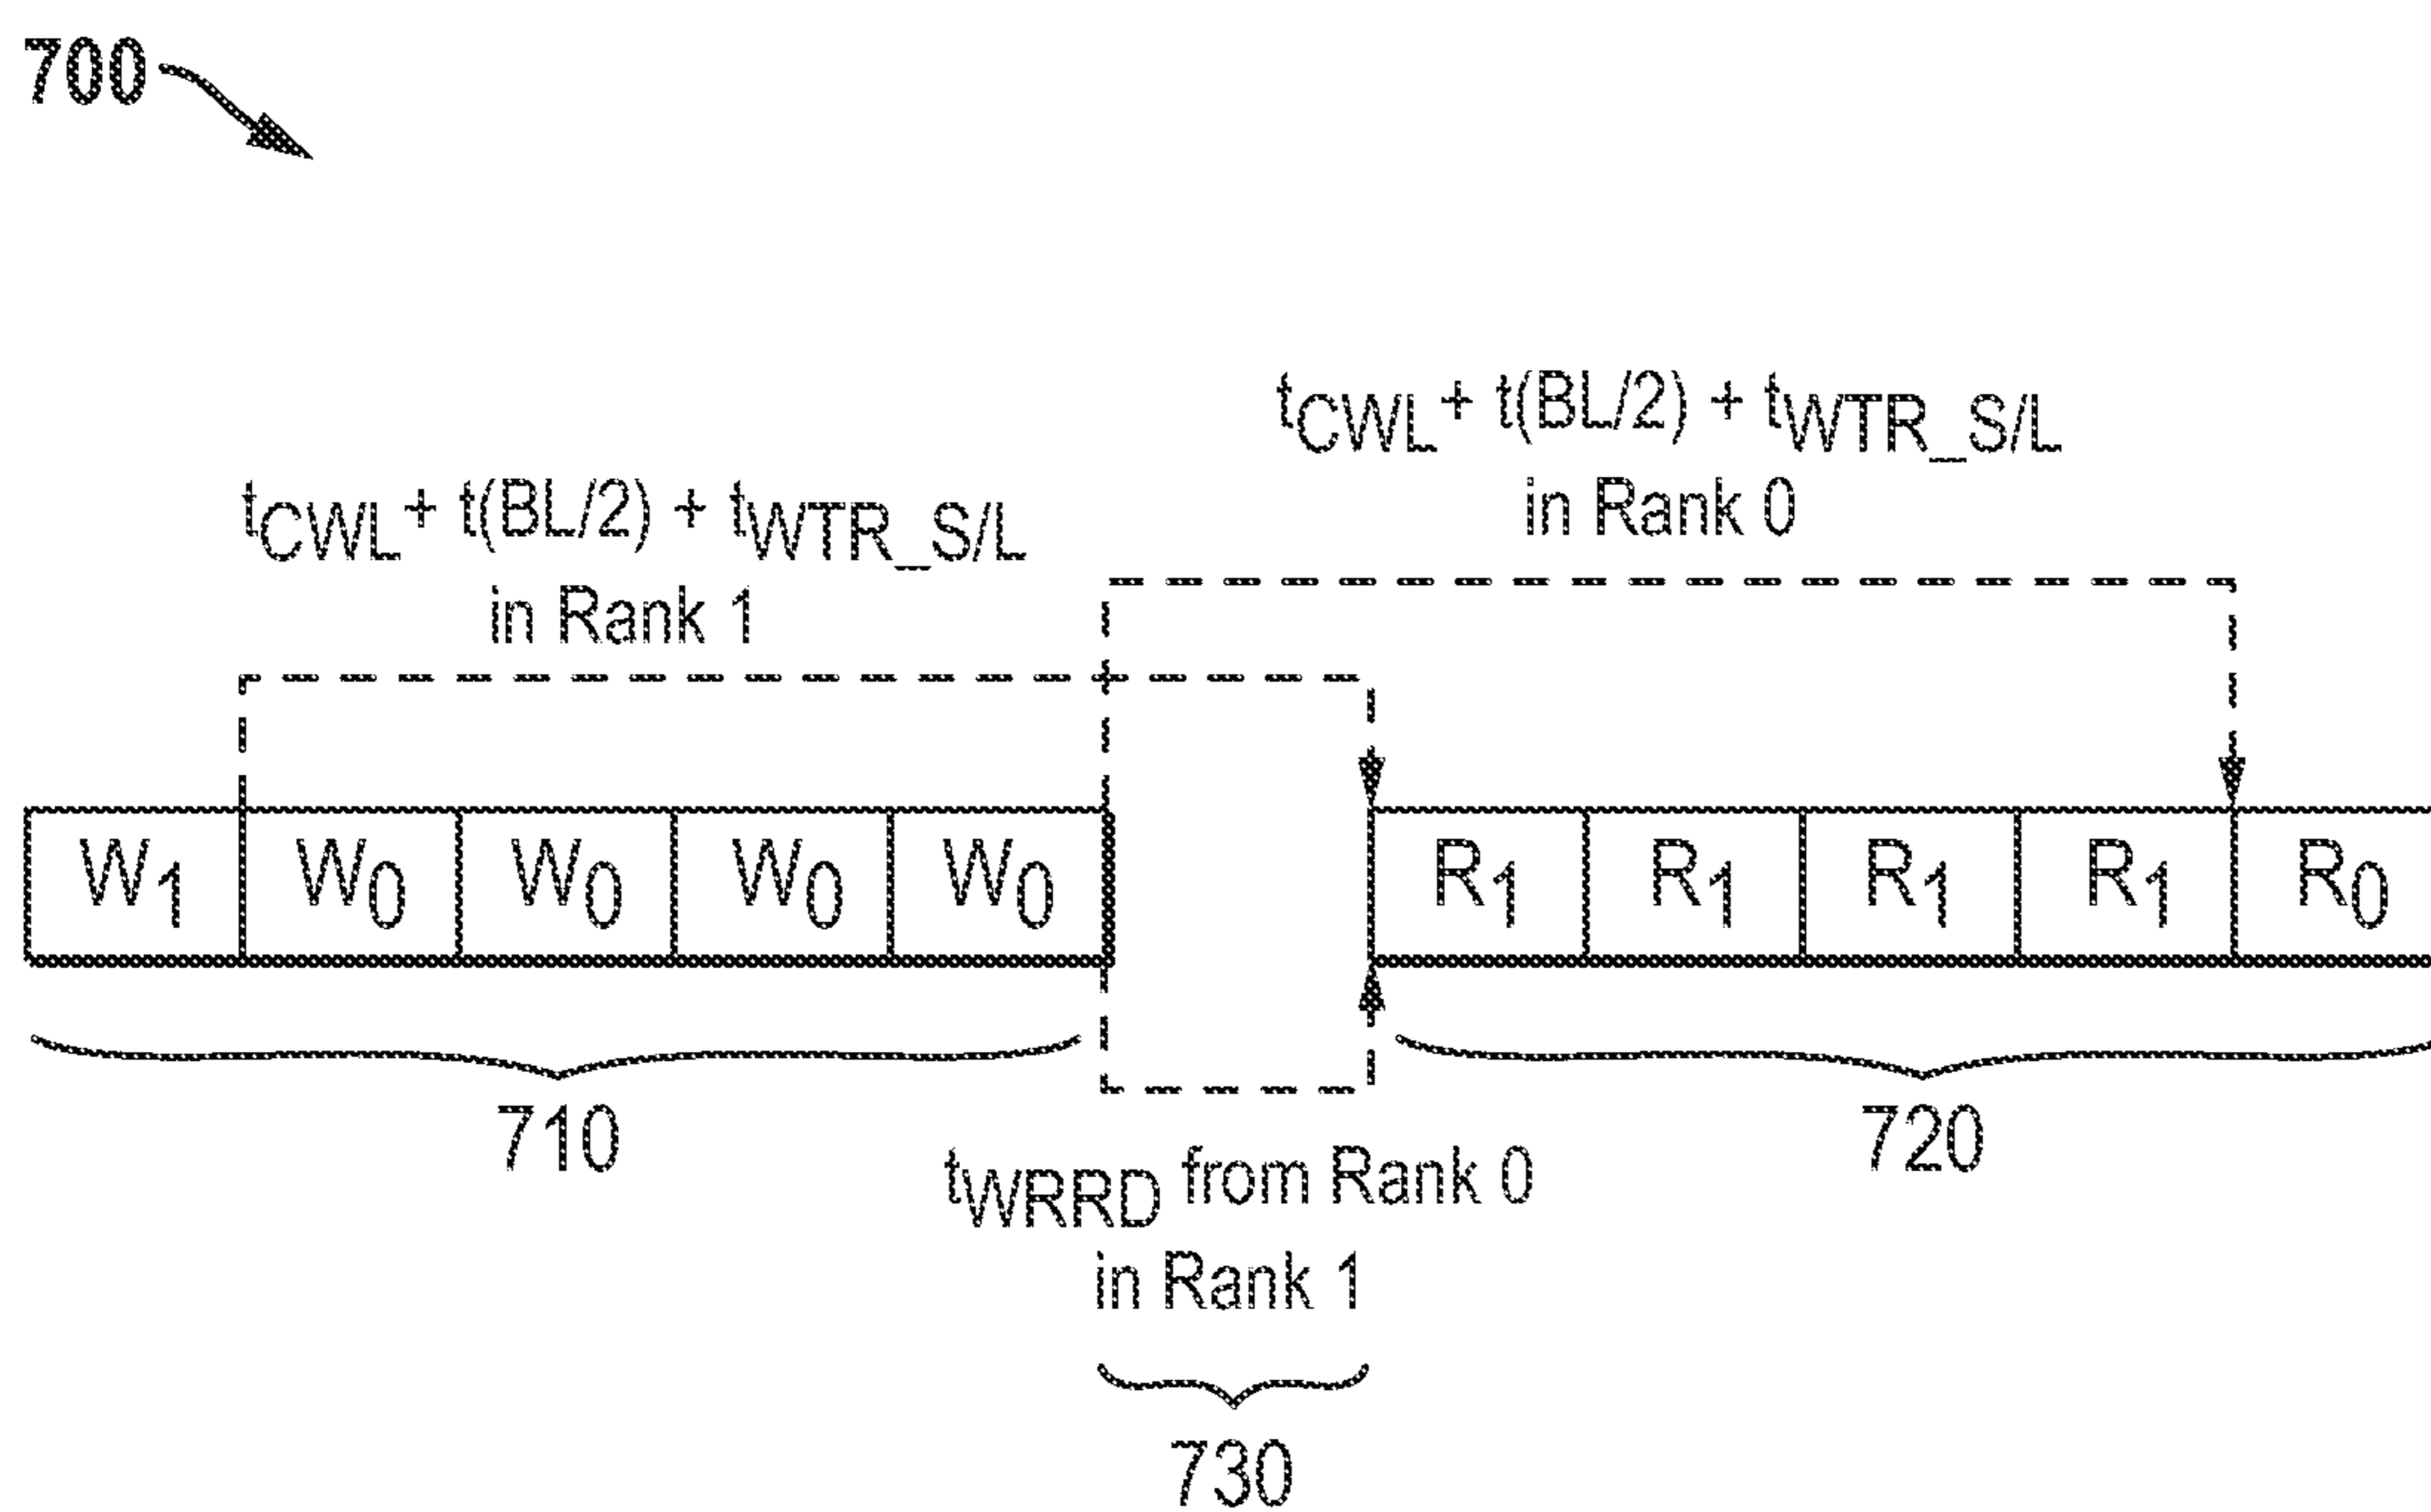 700
tCWL + t(BL/2) + tWTR_S/L
in Rank 0
tCWL + t(BL/2) + tWTR_S/L
in Rank 1
W1 W0 W0 W0 W0 R1 R1 R1 R1 R0
710
720
tWRRD from Rank 0
in Rank 1
730